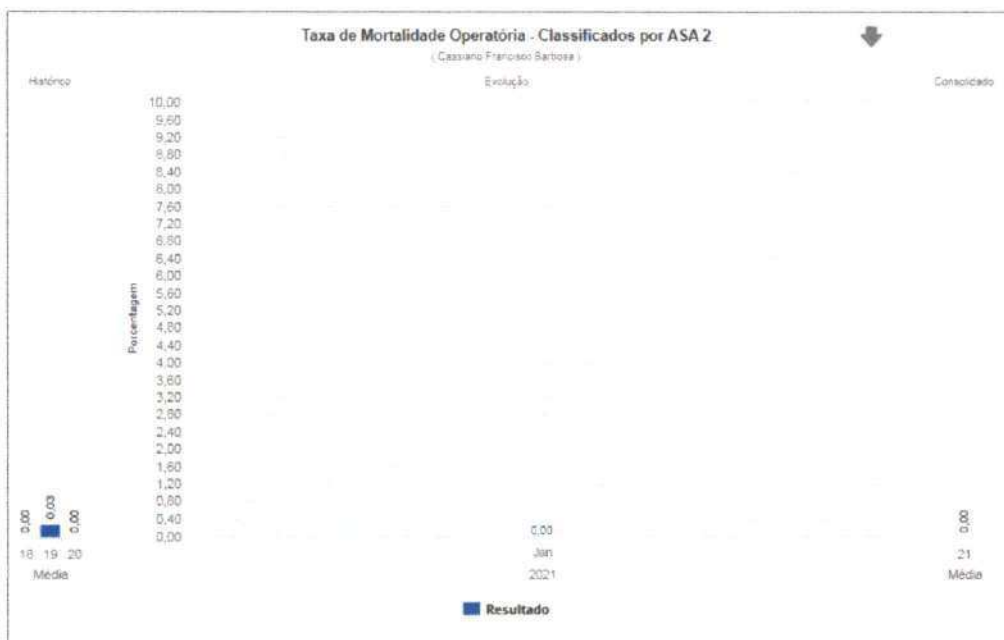 Taxa de Mortalidade Operatória - Classificados por ASA 2
( Cassiano Francisco Barbosa )
Histórico
Evolução
Consolidado
Porcentagem
10,00
9,60
9,20
8,80
8,40
8,00
7,60
7,20
6,80
6,40
6,00
5,60
5,20
4,80
4,40
4,00
3,60
3,20
2,80
2,40
2,00
1,60
1,20
0,80
0,40
0,00
0,00 0,03 0,00
0,00
0,00
18 19 20
Jan
21
Média
2021
Média
Resultado